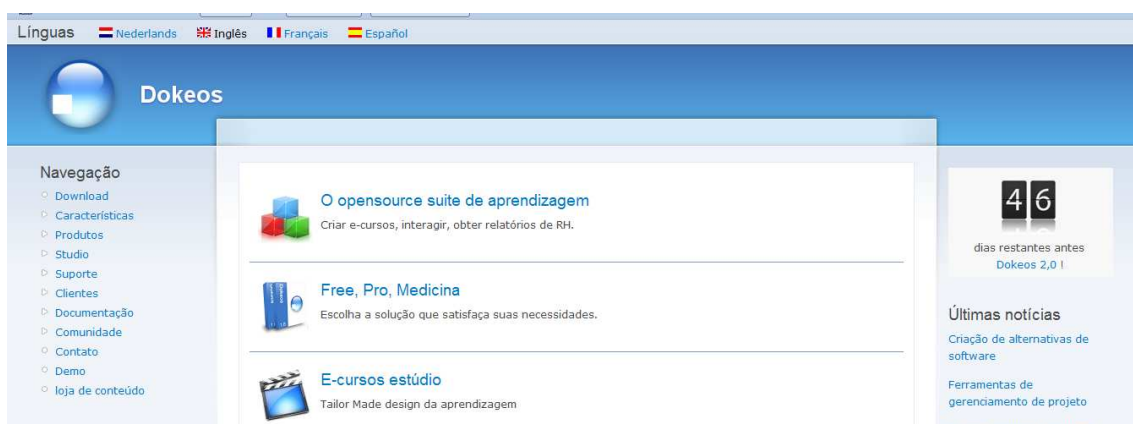 Línguas Nederlands Inglês Français Español
Dokeos
Navegação
Download
Características
Produtos
Studio
Suporte
Clientes
Documentação
Comunidade
Contato
Demo
loja de conteúdo
O opensource suite de aprendizagem
Criar e-cursos, interagir, obter relatórios de RH.
Free, Pro, Medicina
Escolha a solução que satisfaça suas necessidades.
E-cursos estúdio
Tailor Made design da aprendizagem
46
dias restantes antes
Dokeos 2,0 !
Últimas notícias
Criação de alternativas de
software
Ferramentas de
gerenciamento de projeto